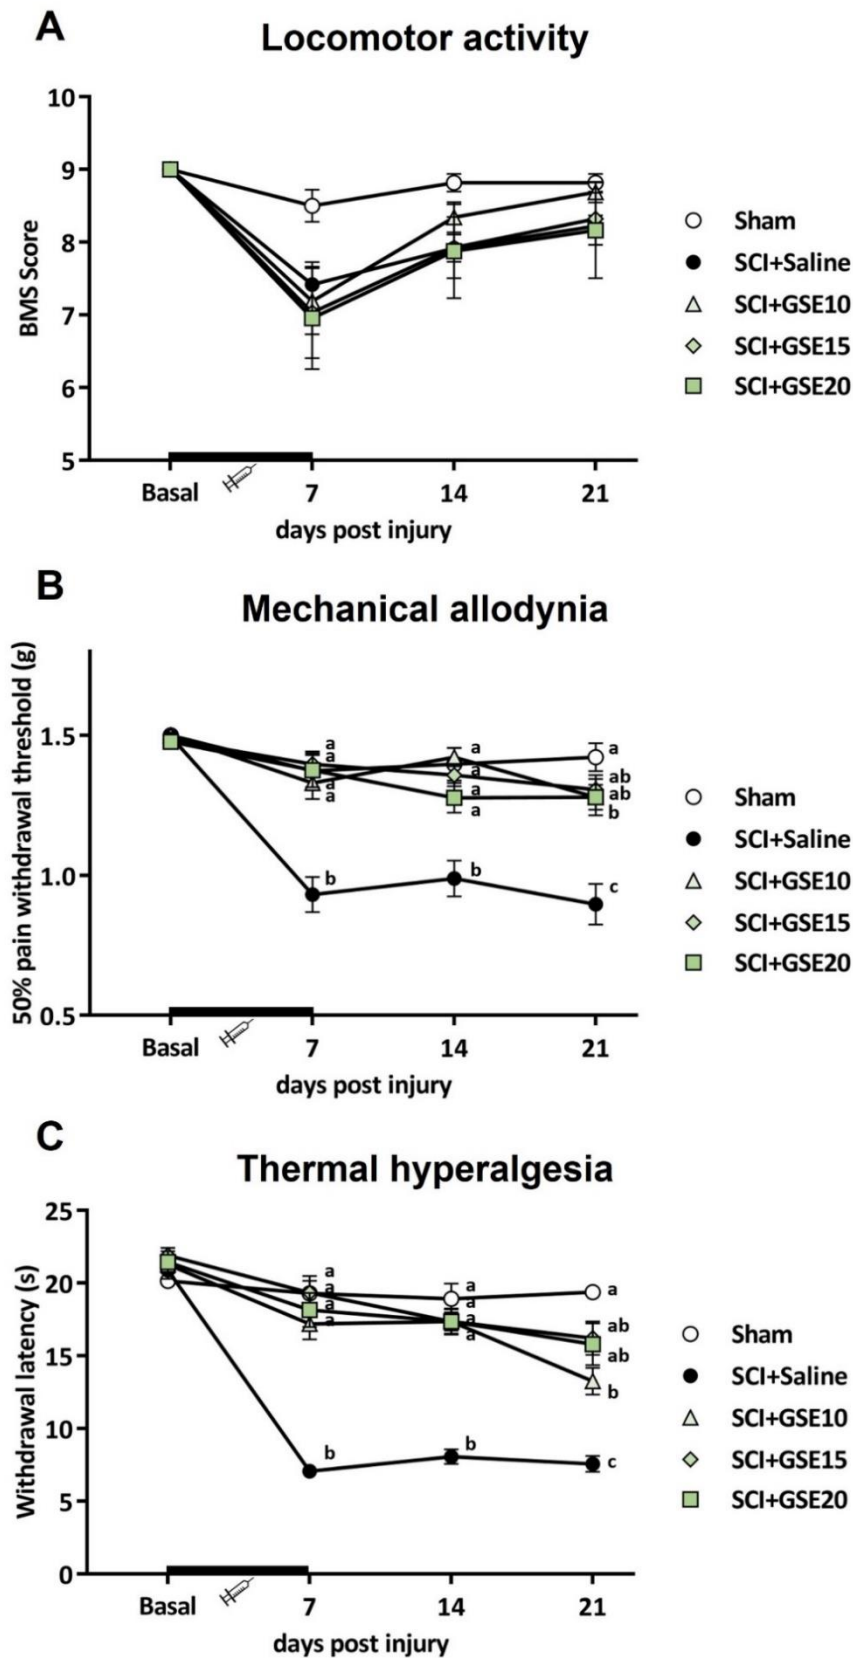 A
Locomotor activity
BMS Score
10
9
8
7
6
5
Basal
7
14
21
days post injury
Sham
SCI+Saline
SCI+GSE10
SCI+GSE15
SCI+GSE20
B
Mechanical allodynia
50% pain withdrawal threshold (g)
1.5
1.0
0.5
a
a
a
a
b
a
a
a
a
b
a
ab
ab
b
c
Basal
7
14
21
days post injury
Sham
SCI+Saline
SCI+GSE10
SCI+GSE15
SCI+GSE20
C
Thermal hyperalgesia
Withdrawal latency (s)
25
20
15
10
5
0
a
a
a
a
b
a
a
a
a
b
a
ab
ab
b
c
Basal
7
14
21
days post injury
Sham
SCI+Saline
SCI+GSE10
SCI+GSE15
SCI+GSE20